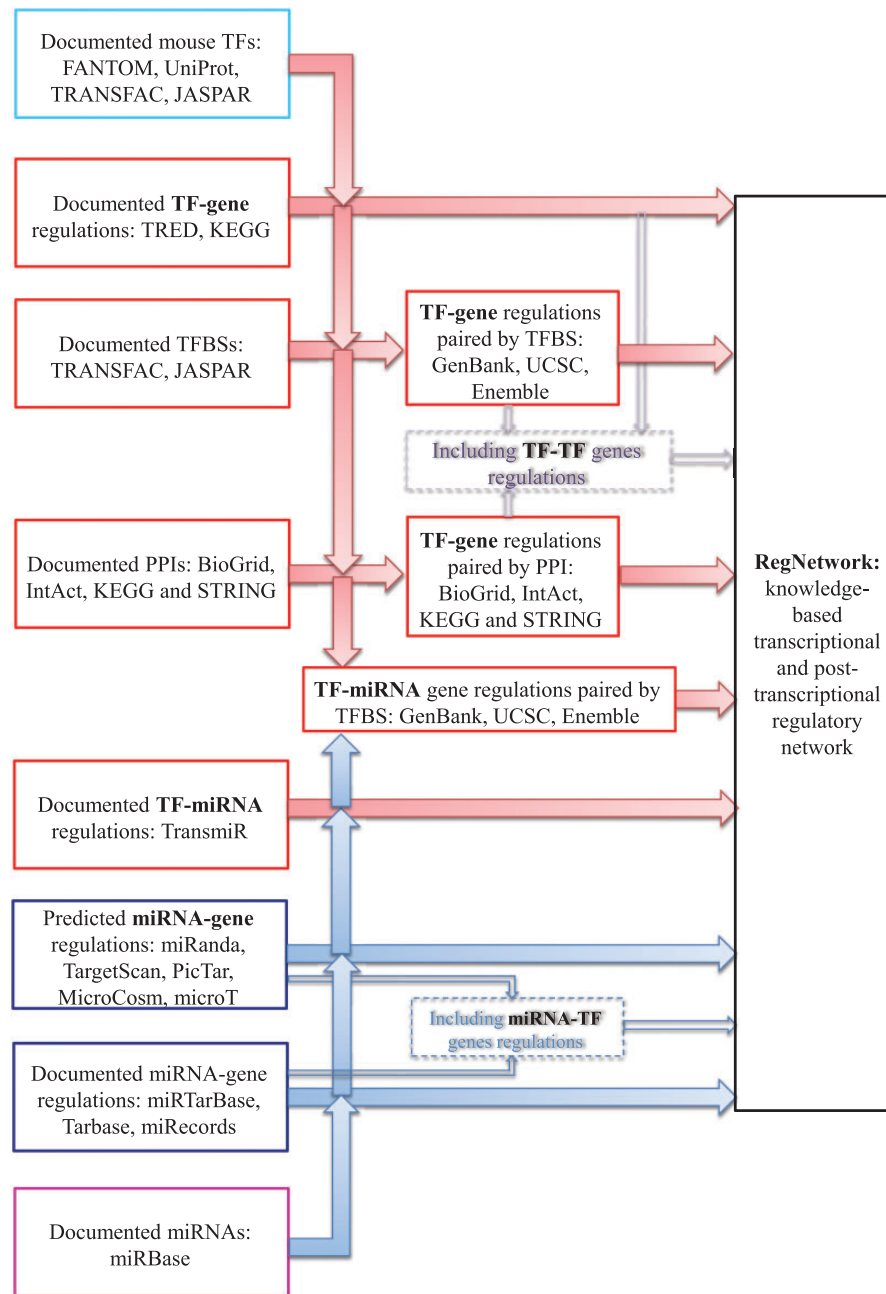 Documented mouse TFs:
FANTOM, UniProt,
TRANSFAC, JASPAR
Documented TF-gene
regulations: TRED, KEGG
Documented TFBSs:
TRANSFAC, JASPAR
TF-gene regulations
paired by TFBS:
GenBank, UCSC,
Enemble
Including TF-TF genes
regulations
Documented PPIs: BioGrid,
IntAct, KEGG and STRING
TF-gene regulations
paired by PPI:
BioGrid, IntAct,
KEGG and STRING
TF-miRNA gene regulations paired by
TFBS: GenBank, UCSC, Enemble
Documented TF-miRNA
regulations: TransmiR
Predicted miRNA-gene
regulations: miRanda,
TargetScan, PicTar,
MicroCosm, microT
Including miRNA-TF
genes regulations
Documented miRNA-gene
regulations: miRTarBase,
Tarbase, miRecords
Documented miRNAs:
miRBase
RegNetwork:
knowledge-
based
transcriptional
and post-
transcriptional
regulatory
network